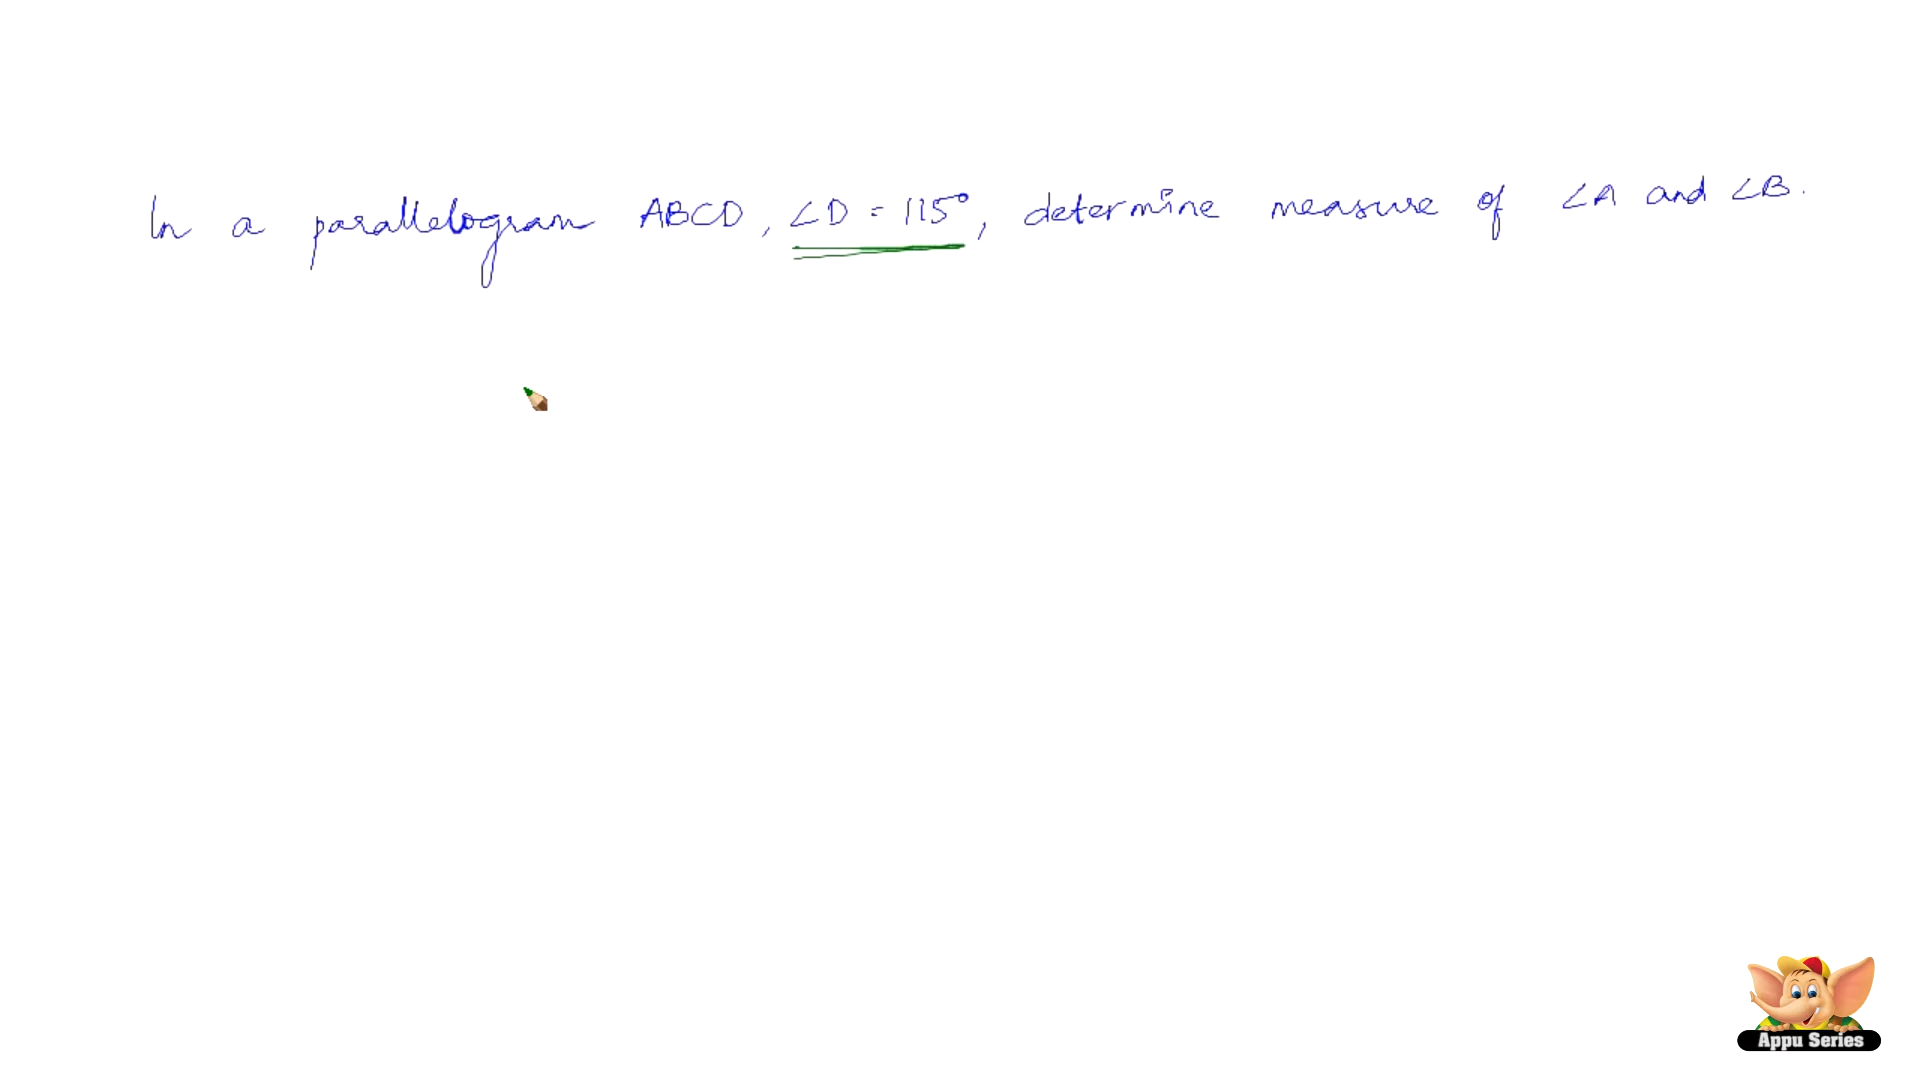 In a parallelogram ABCD, ∠D = 115°, determine measure of ∠A and ∠B.
Appu Series